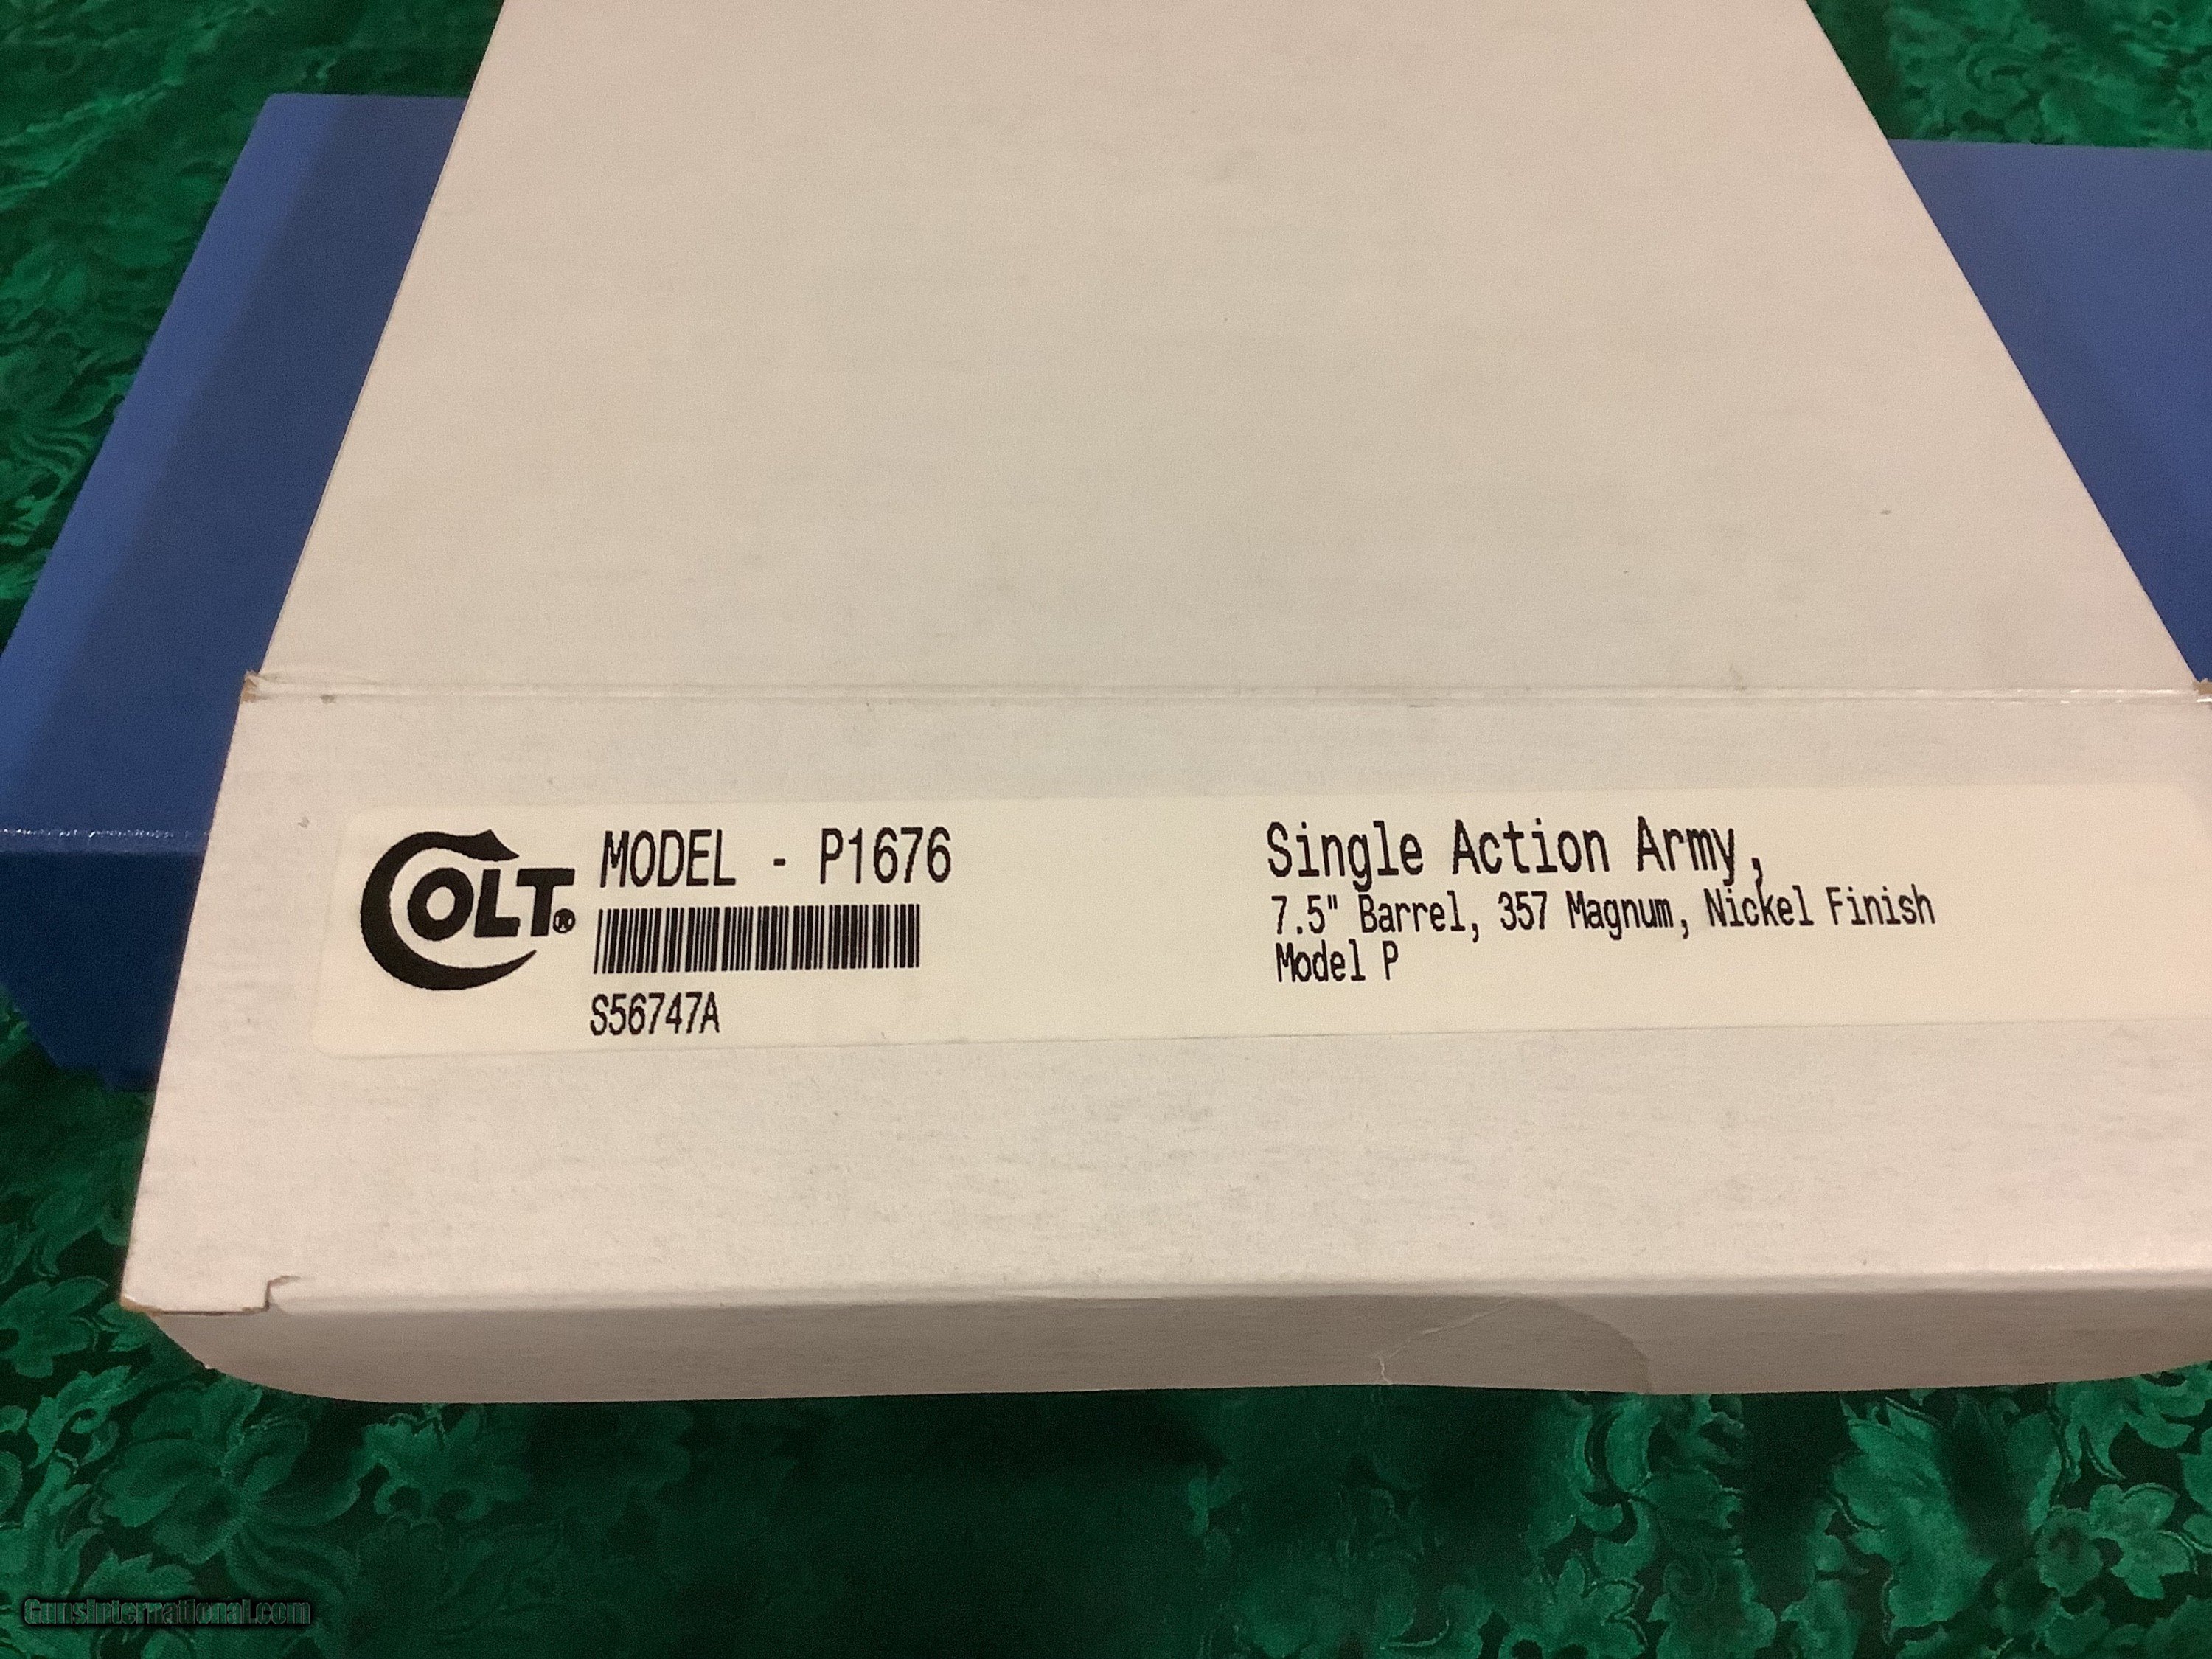 COLT®
MODEL - P1676
S56747A
Single Action Army,
7.5" Barrel, 357 Magnum, Nickel Finish
Model P
GunsInternational.com